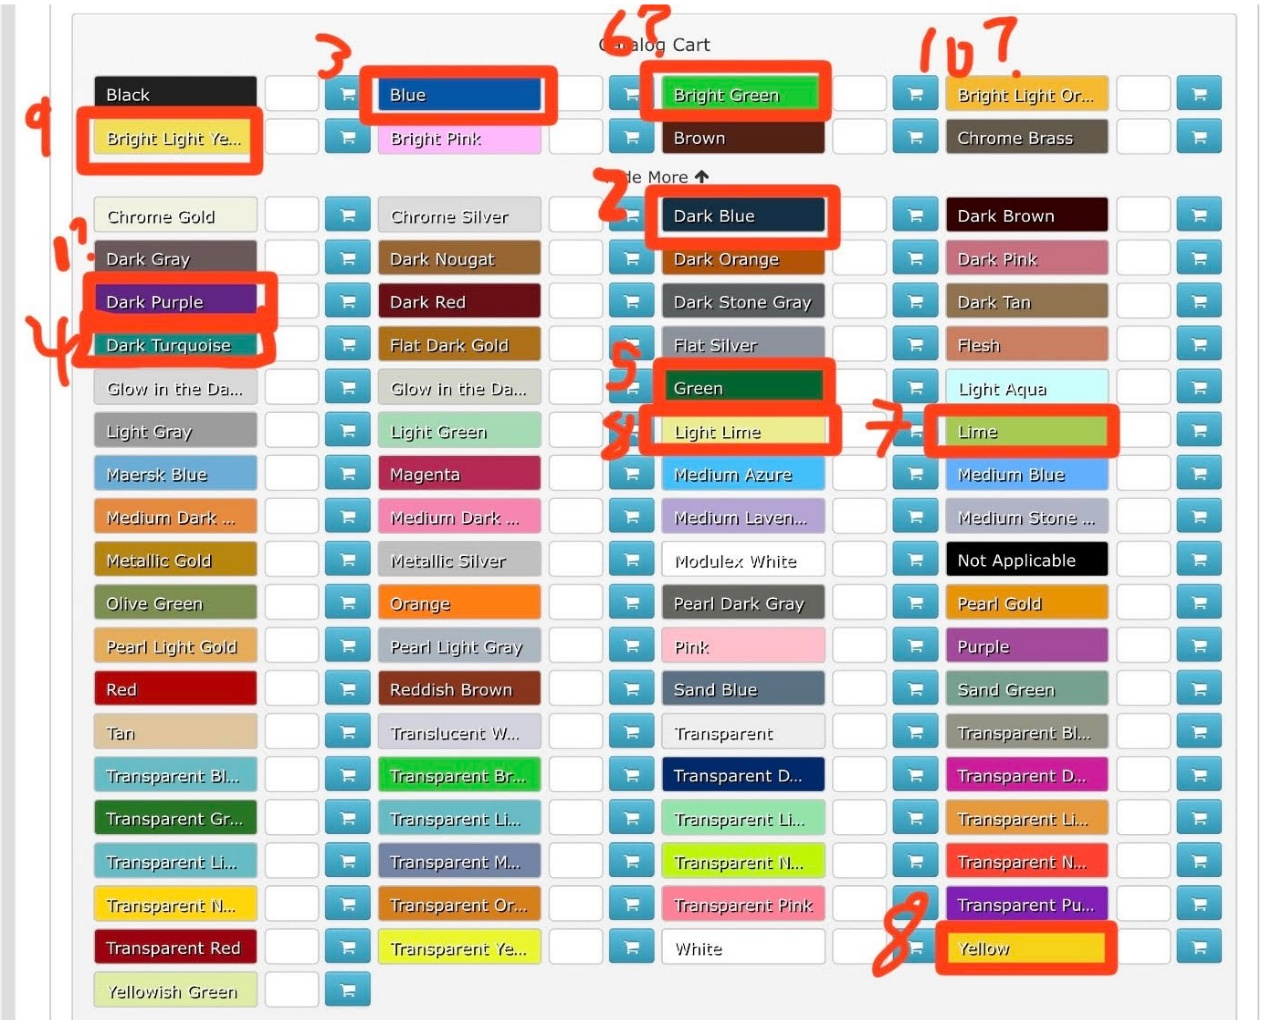 3 6? 10?
Catalog Cart
Black Blue Bright Green Bright Light Or...
9
Bright Light Ye... Bright Pink Brown Chrome Brass
Hide More
2
Chrome Gold Chrome Silver Dark Blue Dark Brown
1?
Dark Gray Dark Nougat Dark Orange Dark Pink
Dark Purple Dark Red Dark Stone Gray Dark Tan
4
Dark Turquoise Flat Dark Gold Flat Silver Flesh
5
Glow in the Da... Glow in the Da... Green Light Aqua
8 7
Light Gray Light Green Light Lime Lime
Maersk Blue Magenta Medium Azure Medium Blue
Medium Dark ... Medium Dark ... Medium Laven... Medium Stone ...
Metallic Gold Metallic Silver Modulex White Not Applicable
Olive Green Orange Pearl Dark Gray Pearl Gold
Pearl Light Gold Pearl Light Gray Pink Purple
Red Reddish Brown Sand Blue Sand Green
Tan Translucent W... Transparent Transparent Bl...
Transparent Bl... Transparent Br... Transparent D... Transparent D...
Transparent Gr... Transparent Li... Transparent Li... Transparent Li...
Transparent Li... Transparent M... Transparent N... Transparent N...
Transparent N... Transparent Or... Transparent Pink Transparent Pu...
8
Transparent Red Transparent Ye... White Yellow
Yellowish Green